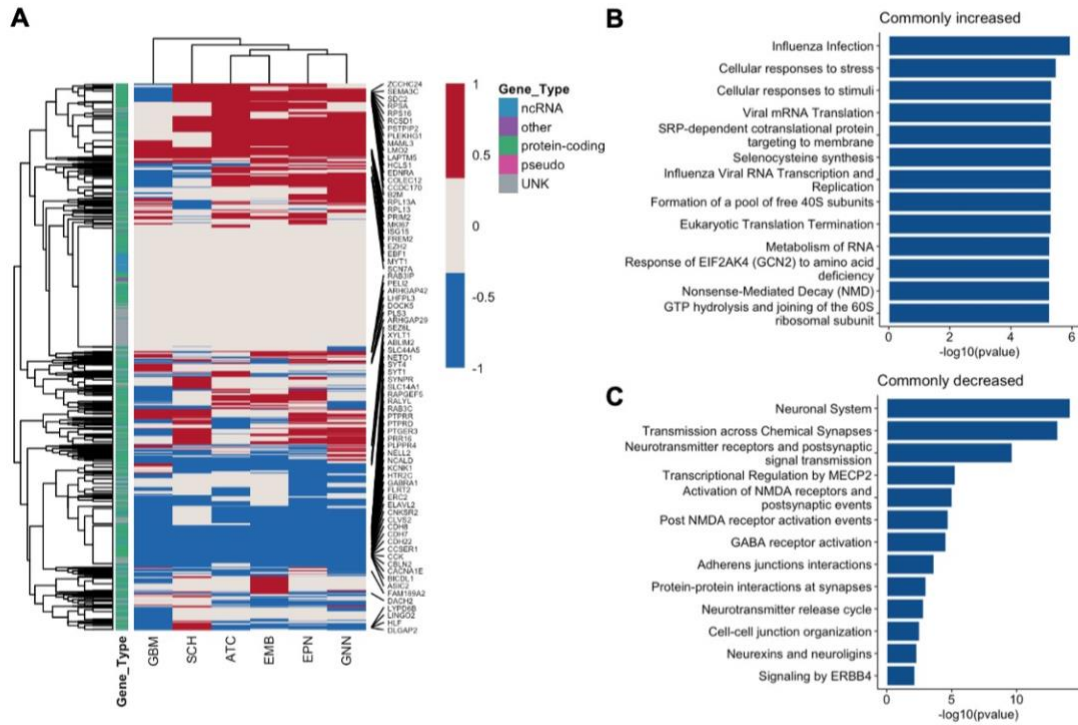 A
ZCCHC24
SEMA3C
SDC2
RPSA
RPS16
RCSD1
PSTPIP2
PLEKHG1
MAML3
LMO2
LAPTM5
HCLS1
EDNRA
COLEC12
CCDC170
B2M
RPL13A
RPL13
PRIM2
MKI67
ISG15
FREM2
EZH2
EBF1
MYT1
SCN7A
RAB3IP
PELI2
ARHGAP42
LHFPL3
DOCK5
PLS3
ARHGAP29
SEZ6L
XYLT1
ABLIM2
SLC44A5
NETO1
SYT4
SYT1
SYNPR
SLC14A1
RAPGEF5
RALYL
RAB3C
PTPRR
PTPRD
PTGER3
PRR16
PLPPR4
NELL2
NCALD
KCNK1
HTR2C
GABRA1
FLRT2
ERC2
ELAVL2
CNKSR2
CLVS2
CDH8
CDH7
CDH22
CCSER1
CCK
CBLN2
CACNA1E
BICDL1
ASIC2
FAM189A2
DACH2
LYPD6B
LINGO2
HLF
DLGAP2
Gene_Type
GBM
SCH
ATC
EMB
EPN
GNN
1
0.5
0
-0.5
-1
Gene_Type
ncRNA
other
protein-coding
pseudo
UNK
B
Commonly increased
Influenza Infection
Cellular responses to stress
Cellular responses to stimuli
Viral mRNA Translation
SRP-dependent cotranslational protein
targeting to membrane
Selenocysteine synthesis
Influenza Viral RNA Transcription and
Replication
Formation of a pool of free 40S subunits
Eukaryotic Translation Termination
Metabolism of RNA
Response of EIF2AK4 (GCN2) to amino acid
deficiency
Nonsense-Mediated Decay (NMD)
GTP hydrolysis and joining of the 60S
ribosomal subunit
0 2 4 6
-log10(pvalue)
C
Commonly decreased
Neuronal System
Transmission across Chemical Synapses
Neurotransmitter receptors and postsynaptic
signal transmission
Transcriptional Regulation by MECP2
Activation of NMDA receptors and
postsynaptic events
Post NMDA receptor activation events
GABA receptor activation
Adherens junctions interactions
Protein-protein interactions at synapses
Neurotransmitter release cycle
Cell-cell junction organization
Neurexins and neuroligins
Signaling by ERBB4
0 5 10
-log10(pvalue)